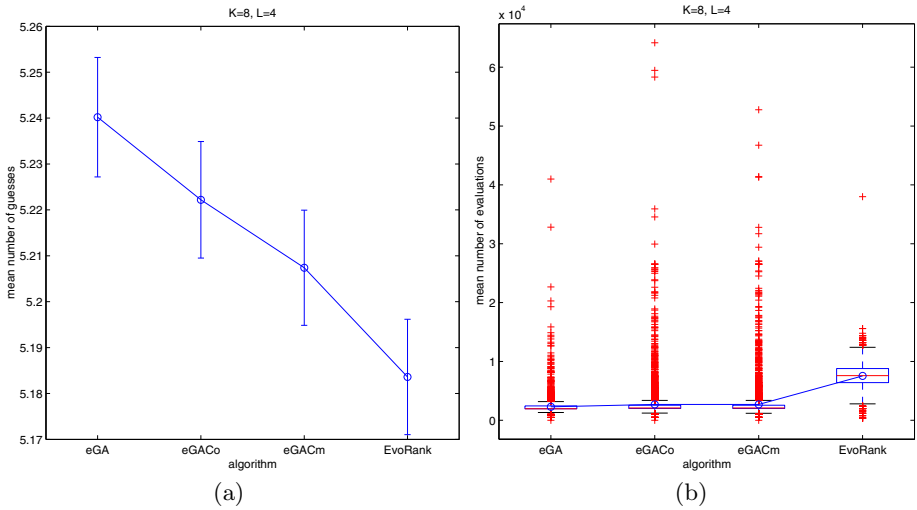 K=8, L=4
5.26
5.25
5.24
5.23
5.22
5.21
5.2
5.19
5.18
5.17
mean number of guesses
eGA eGACo eGACm EvoRank
algorithm
(a)
K=8, L=4
x 10^4
6
5
4
3
2
1
0
mean number of evaluations
eGA eGACo eGACm EvoRank
algorithm
(b)